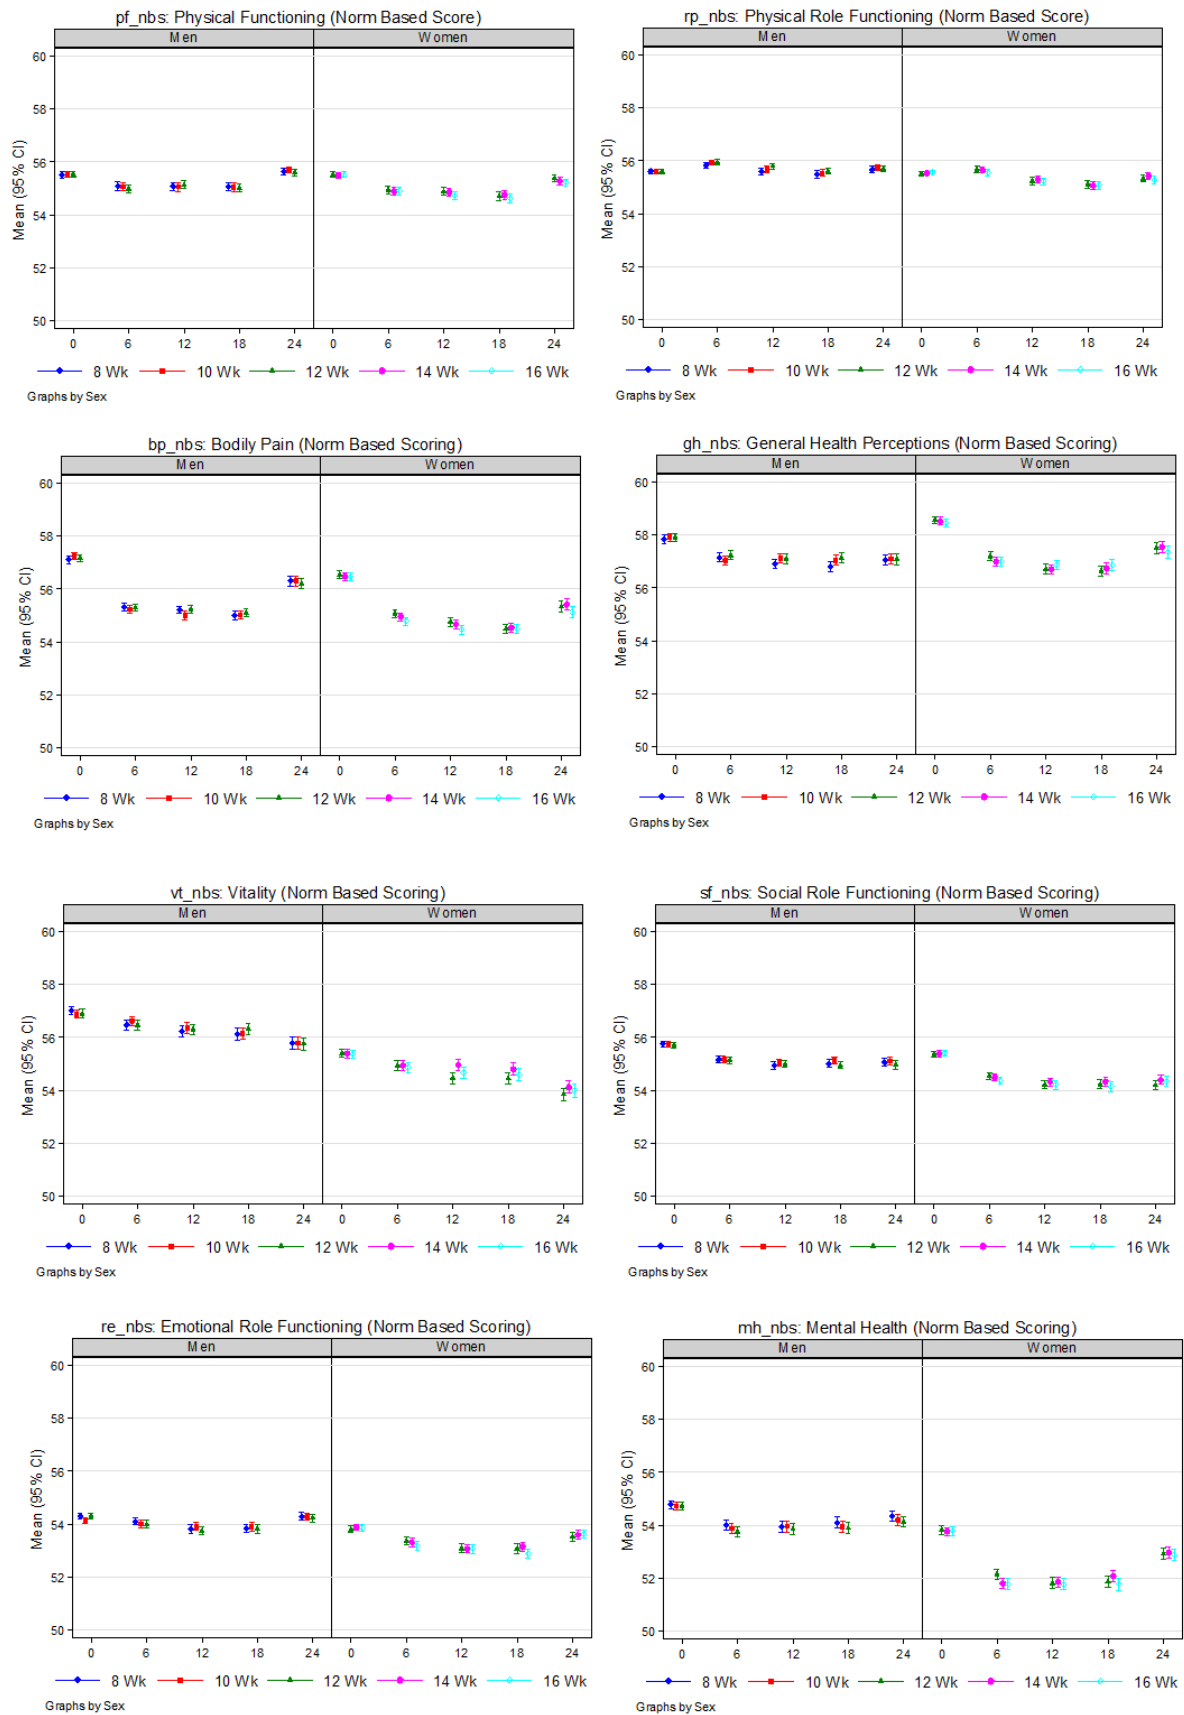 pf_nbs: Physical Functioning (Norm Based Score)
Men Women
Mean (95% CI)
60
58
56
54
52
50
0 6 12 18 24 0 6 12 18 24
8 Wk 10 Wk 12 Wk 14 Wk 16 Wk
Graphs by Sex
rp_nbs: Physical Role Functioning (Norm Based Score)
Men Women
Mean (95% CI)
60
58
56
54
52
50
0 6 12 18 24 0 6 12 18 24
8 Wk 10 Wk 12 Wk 14 Wk 16 Wk
Graphs by Sex
bp_nbs: Bodily Pain (Norm Based Scoring)
Men Women
Mean (95% CI)
60
58
56
54
52
50
0 6 12 18 24 0 6 12 18 24
8 Wk 10 Wk 12 Wk 14 Wk 16 Wk
Graphs by Sex
gh_nbs: General Health Perceptions (Norm Based Scoring)
Men Women
Mean (95% CI)
60
58
56
54
52
50
0 6 12 18 24 0 6 12 18 24
8 Wk 10 Wk 12 Wk 14 Wk 16 Wk
Graphs by Sex
vt_nbs: Vitality (Norm Based Scoring)
Men Women
Mean (95% CI)
60
58
56
54
52
50
0 6 12 18 24 0 6 12 18 24
8 Wk 10 Wk 12 Wk 14 Wk 16 Wk
Graphs by Sex
sf_nbs: Social Role Functioning (Norm Based Scoring)
Men Women
Mean (95% CI)
60
58
56
54
52
50
0 6 12 18 24 0 6 12 18 24
8 Wk 10 Wk 12 Wk 14 Wk 16 Wk
Graphs by Sex
re_nbs: Emotional Role Functioning (Norm Based Scoring)
Men Women
Mean (95% CI)
60
58
56
54
52
50
0 6 12 18 24 0 6 12 18 24
8 Wk 10 Wk 12 Wk 14 Wk 16 Wk
Graphs by Sex
mh_nbs: Mental Health (Norm Based Scoring)
Men Women
Mean (95% CI)
60
58
56
54
52
50
0 6 12 18 24 0 6 12 18 24
8 Wk 10 Wk 12 Wk 14 Wk 16 Wk
Graphs by Sex